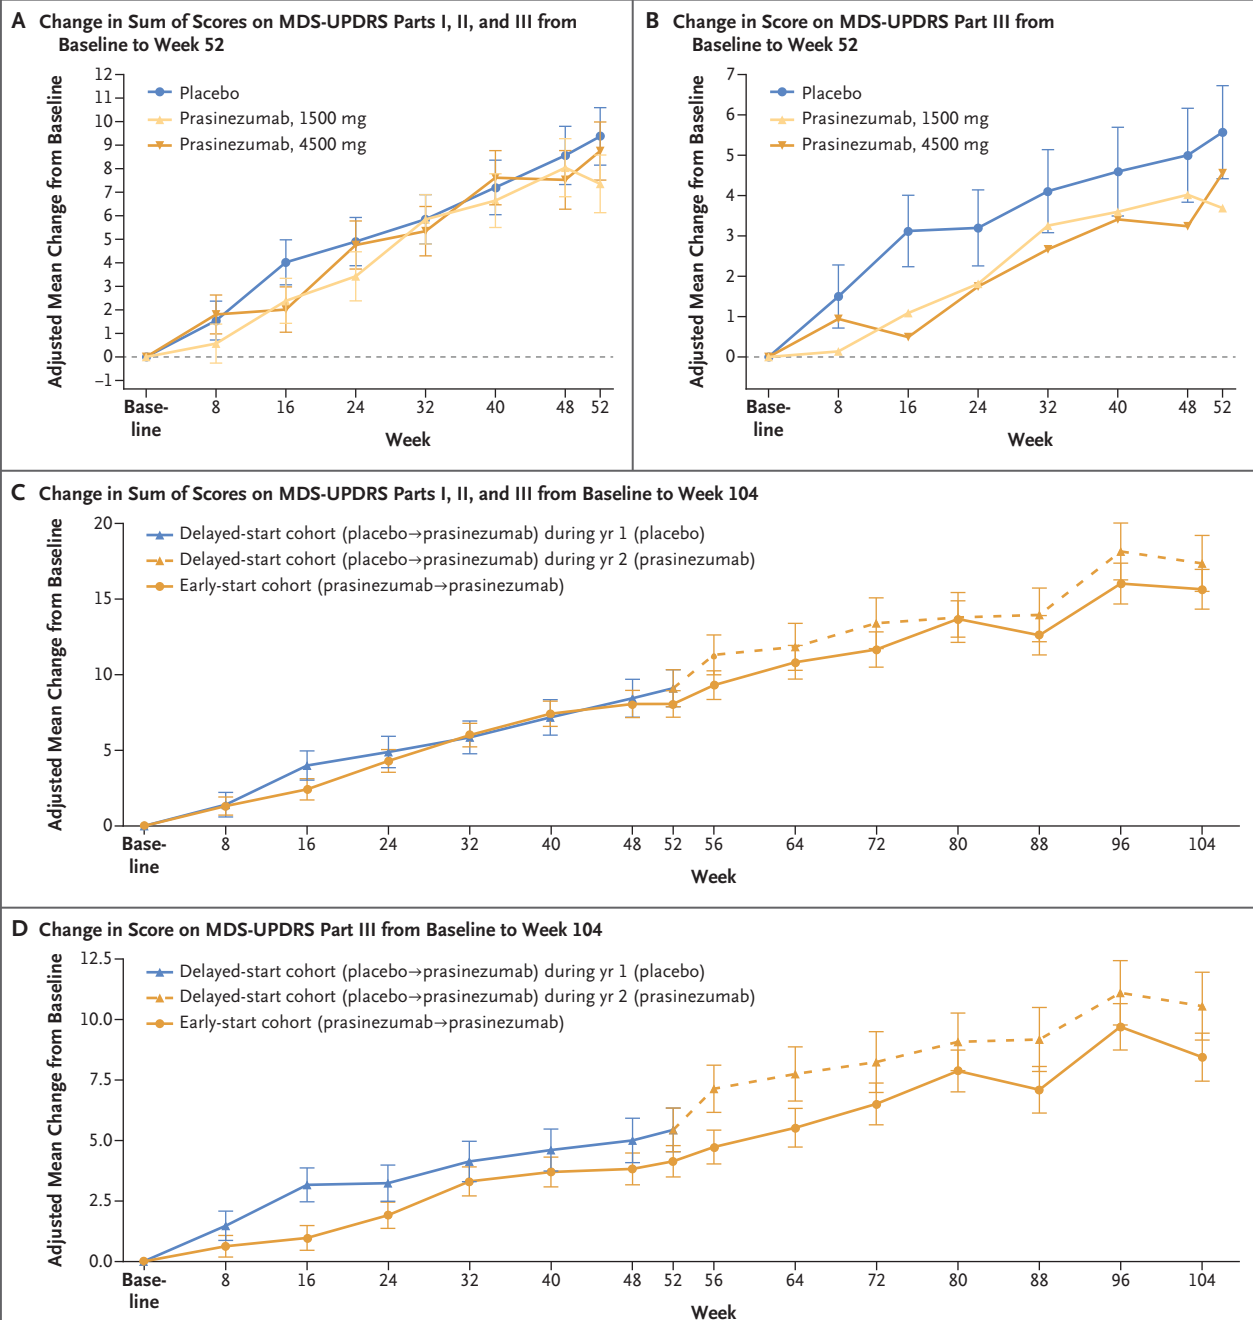 A Change in Sum of Scores on MDS-UPDRS Parts I, II, and III from
Baseline to Week 52
Adjusted Mean Change from Baseline
12
11
10
9
8
7
6
5
4
3
2
1
0
–1
Placebo
Prasinezumab, 1500 mg
Prasinezumab, 4500 mg
Base- 8 16 24 32 40 48 52
line
Week
B Change in Score on MDS-UPDRS Part III from
Baseline to Week 52
Adjusted Mean Change from Baseline
7
6
5
4
3
2
1
0
Placebo
Prasinezumab, 1500 mg
Prasinezumab, 4500 mg
Base- 8 16 24 32 40 48 52
line
Week
C Change in Sum of Scores on MDS-UPDRS Parts I, II, and III from Baseline to Week 104
Adjusted Mean Change from Baseline
20
15
10
5
0
Delayed-start cohort (placebo→prasinezumab) during yr 1 (placebo)
Delayed-start cohort (placebo→prasinezumab) during yr 2 (prasinezumab)
Early-start cohort (prasinezumab→prasinezumab)
Base- 8 16 24 32 40 48 52 56 64 72 80 88 96 104
line
Week
D Change in Score on MDS-UPDRS Part III from Baseline to Week 104
Adjusted Mean Change from Baseline
12.5
10.0
7.5
5.0
2.5
0.0
Delayed-start cohort (placebo→prasinezumab) during yr 1 (placebo)
Delayed-start cohort (placebo→prasinezumab) during yr 2 (prasinezumab)
Early-start cohort (prasinezumab→prasinezumab)
Base- 8 16 24 32 40 48 52 56 64 72 80 88 96 104
line
Week